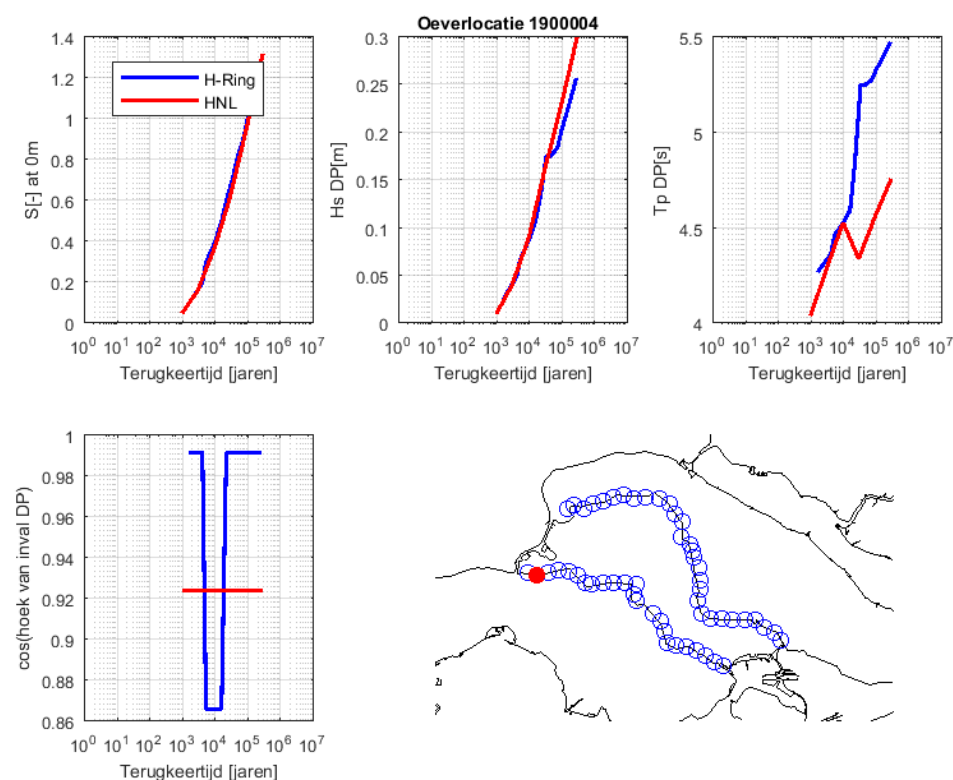 Oeverlocatie 1900004
S[-] at 0m
1.4
1.2
1
0.8
0.6
0.4
0.2
0
H-Ring
HNL
10^0 10^1 10^2 10^3 10^4 10^5 10^6 10^7
Terugkeertijd [jaren]
Hs DP[m]
0.3
0.25
0.2
0.15
0.1
0.05
0
10^0 10^1 10^2 10^3 10^4 10^5 10^6 10^7
Terugkeertijd [jaren]
Tp DP[s]
5.5
5
4.5
4
10^0 10^1 10^2 10^3 10^4 10^5 10^6 10^7
Terugkeertijd [jaren]
cos(hoek van inval DP)
1
0.98
0.96
0.94
0.92
0.9
0.88
0.86
10^0 10^1 10^2 10^3 10^4 10^5 10^6 10^7
Terugkeertijd [jaren]